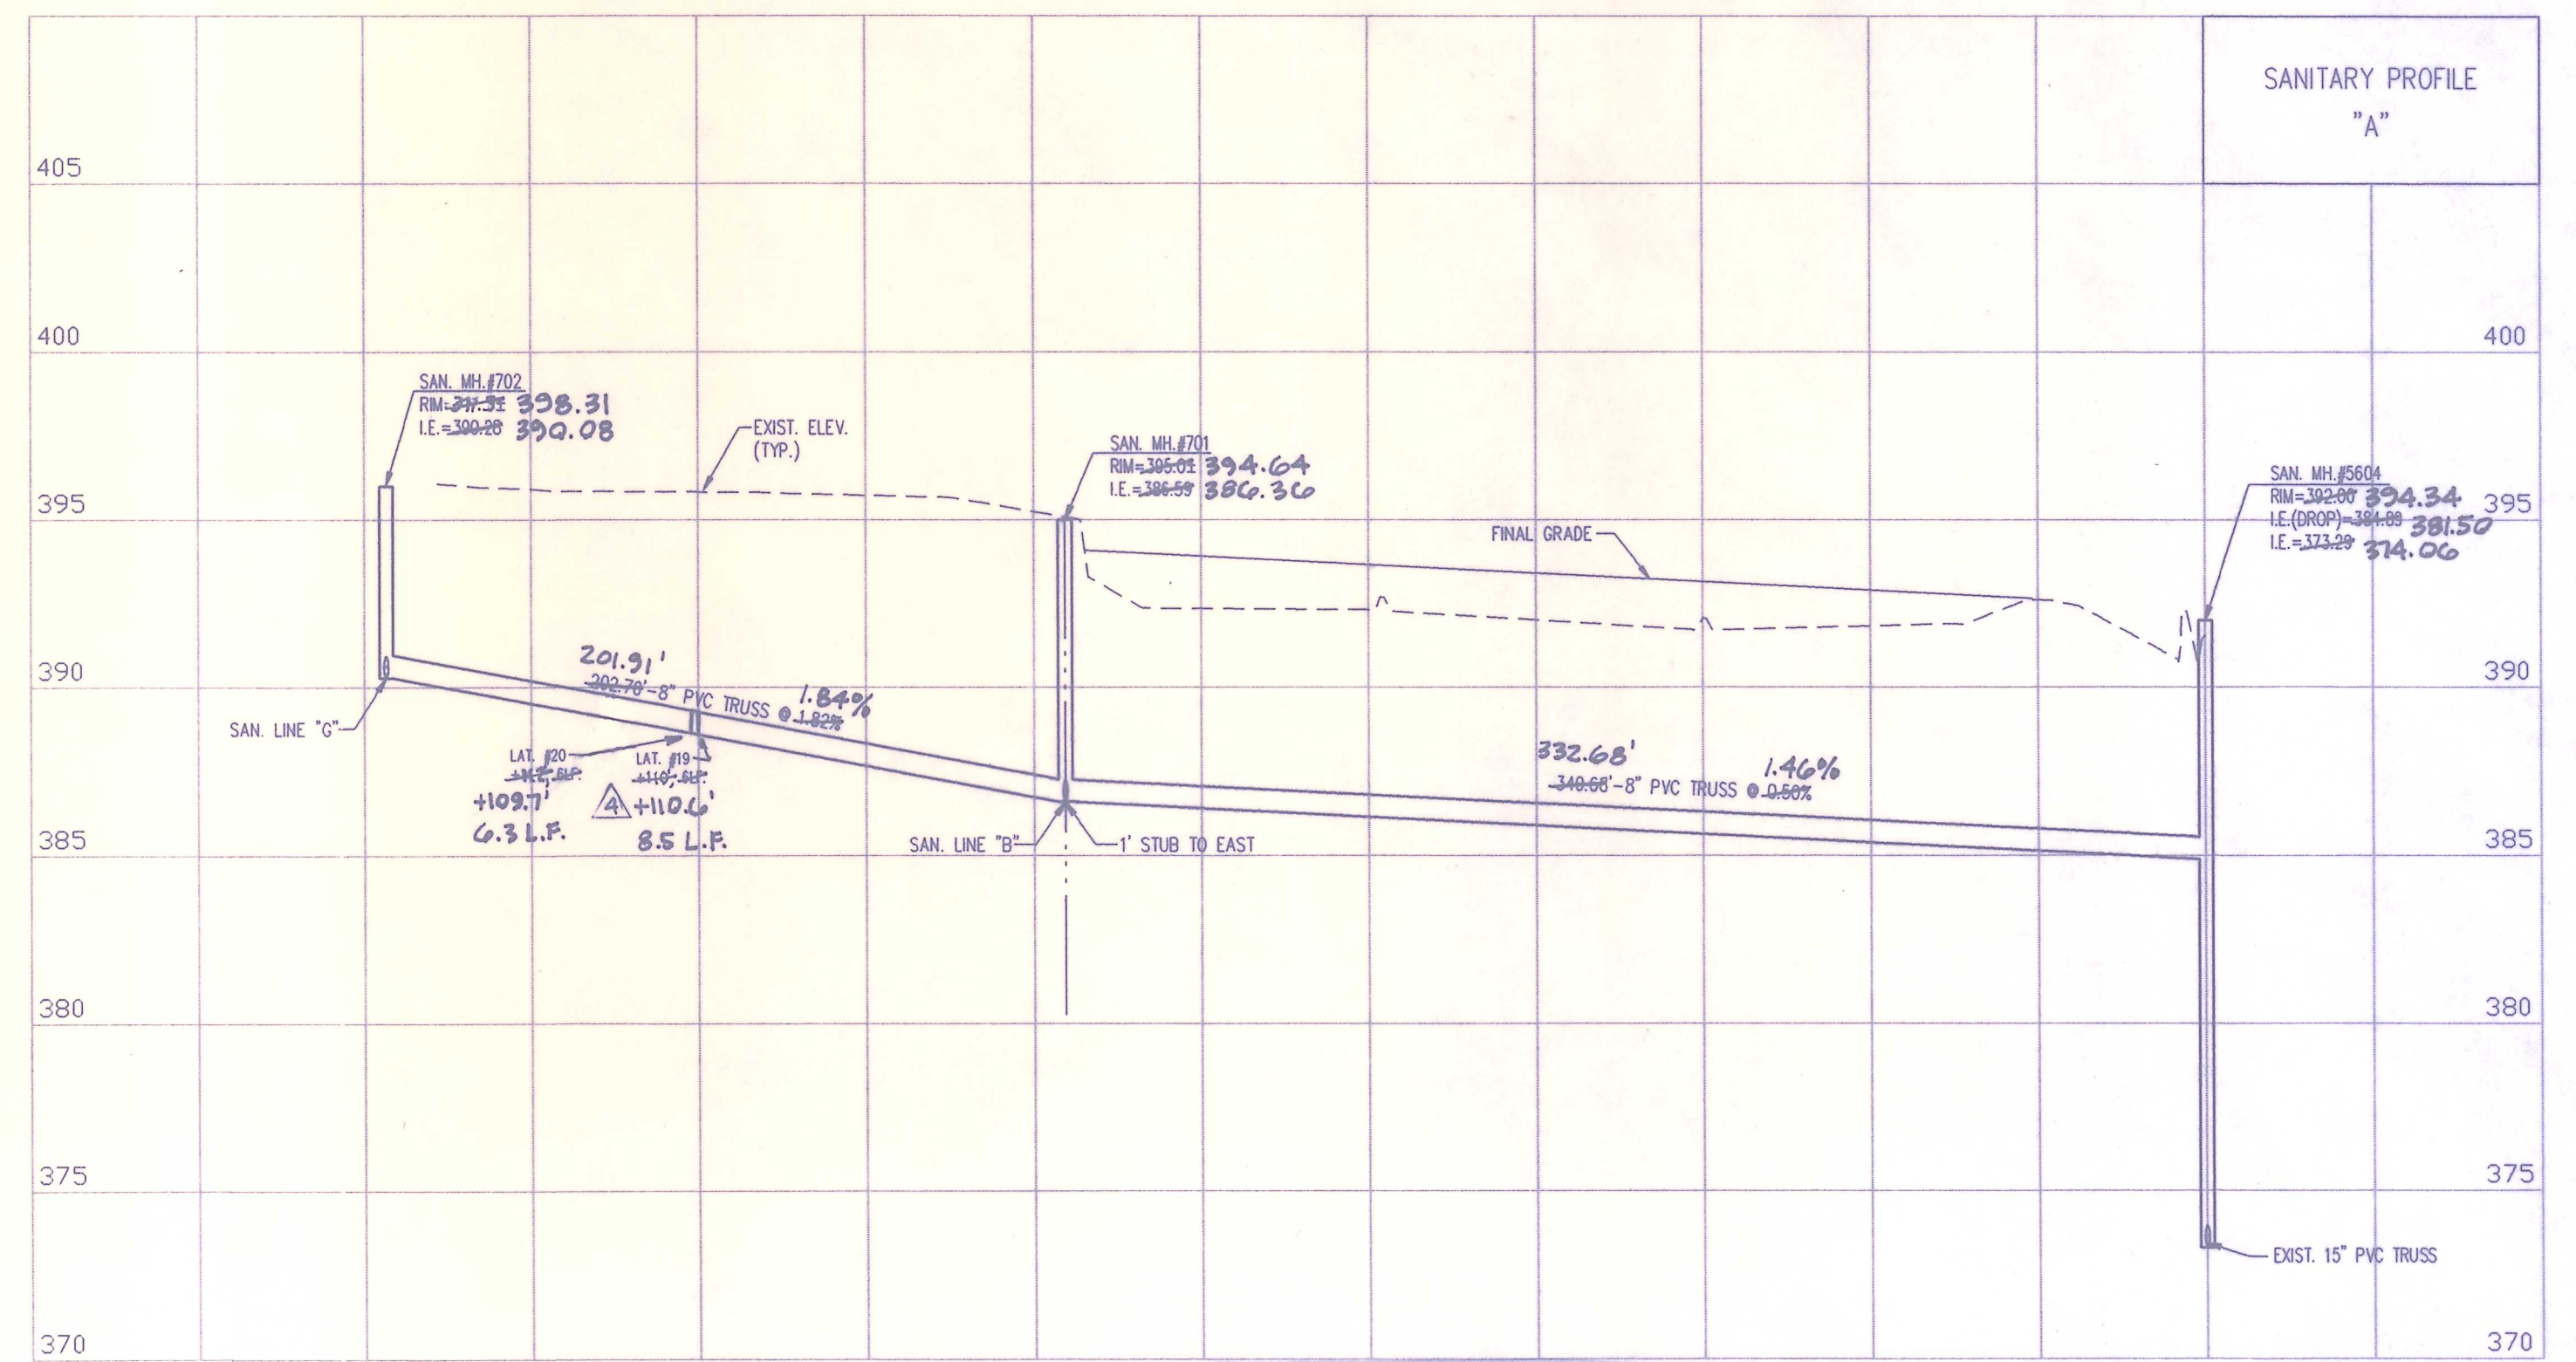 SANITARY PROFILE
"A"
405
400
400
SAN. MH.#702
RIM= 398.31
I.E.=390.28 390.08
EXIST. ELEV.
(TYP.)
SAN. MH.#701
RIM=395.01 394.64
I.E.=386.59 386.36
SAN. MH.#5604
RIM=392.00 394.34
I.E.(DROP)=384.89 381.50
I.E.=373.29 374.06
395
395
FINAL GRADE
201.91'
202.70'-8" PVC TRUSS @ 1.82% 1.84%
390
390
SAN. LINE "G"
LAT. #20
+112', 6LF.
+109.7'
6.3 L.F.
LAT. #19
+110', 6LF.
4 +110.6'
8.5 L.F.
332.68'
1.46%
340.68'-8" PVC TRUSS @ 0.50%
SAN. LINE "B"
1' STUB TO EAST
385
385
380
380
375
375
EXIST. 15" PVC TRUSS
370
370